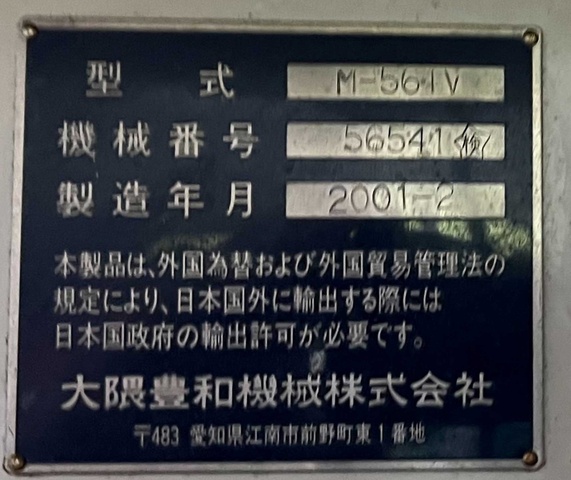 型式 M-561V
機械番号 56541 検
製造年月 2001-2
本製品は、外国為替および外国貿易管理法の
規定により、日本国外に輸出する際には
日本国政府の輸出許可が必要です。
大隈豊和機械株式会社
〒483 愛知県江南市前野町東1番地